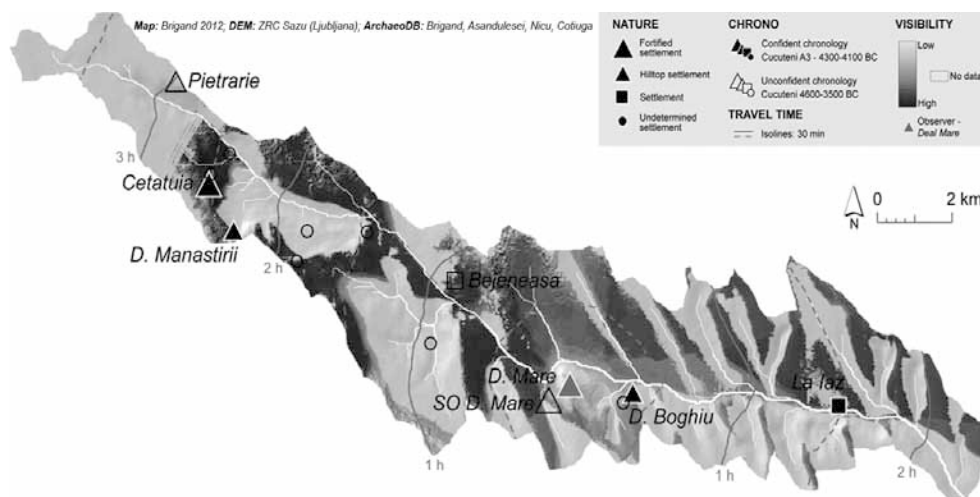 Map: Brigand 2012; DEM: ZRC Sazu (Ljubljana); ArchaeoDB: Brigand, Asandulesei, Nicu, Cotiuga
NATURE
Fortified
settlement
Hilltop settlement
Settlement
Undetermined
settlement
CHRONO
Confident chronology
Cucuteni A3 - 4300-4100 BC
Unconfident chronology
Cucuteni 4600-3500 BC
TRAVEL TIME
Isolines: 30 min
VISIBILITY
Low
No data
High
Observer -
Deal Mare
N
0 2 km
Pietrarie
3 h
Cetatuia
D. Manastirii
2 h
Bejeneasa
D. Mare
SO D. Mare
D. Boghiu
La Iaz
1 h
1 h
2 h